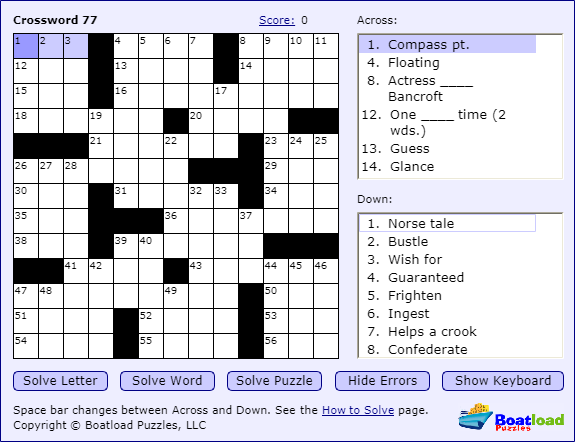 Crossword 77 Score: 0
1 2 3 4 5 6 7 8 9 10 11
12 13 14
15 16 17
18 19 20
21 22 23 24 25
26 27 28 29
30 31 32 33 34
35 36 37
38 39 40
41 42 43 44 45 46
47 48 49 50
51 52 53
54 55 56
Across:
1. Compass pt.
4. Floating
8. Actress ____
Bancroft
12. One ____ time (2
wds.)
13. Guess
14. Glance
Down:
1. Norse tale
2. Bustle
3. Wish for
4. Guaranteed
5. Frighten
6. Ingest
7. Helps a crook
8. Confederate
Solve Letter Solve Word Solve Puzzle Hide Errors Show Keyboard
Space bar changes between Across and Down. See the How to Solve page.
Copyright © Boatload Puzzles, LLC
Boatload
Puzzles